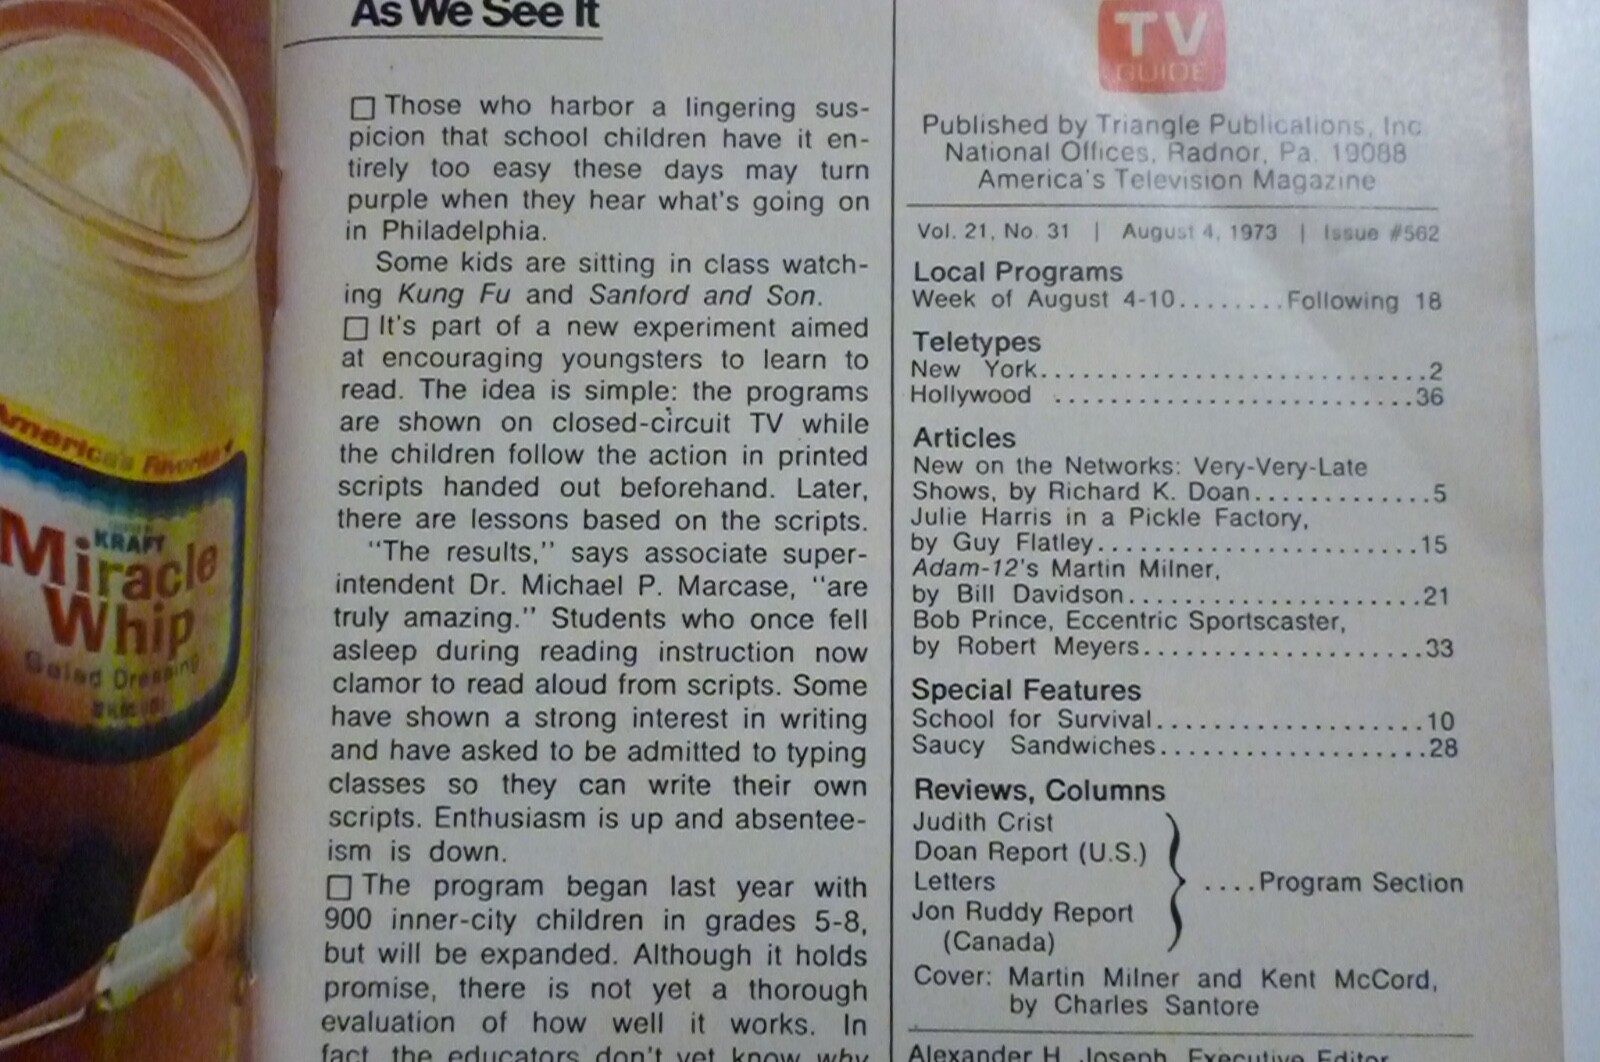 As We See It
□ Those who harbor a lingering sus-
picion that school children have it en-
tirely too easy these days may turn
purple when they hear what's going on
in Philadelphia.
Some kids are sitting in class watch-
ing Kung Fu and Sanford and Son.
□ It's part of a new experiment aimed
at encouraging youngsters to learn to
read. The idea is simple: the programs
are shown on closed-circuit TV while
the children follow the action in printed
scripts handed out beforehand. Later,
there are lessons based on the scripts.
"The results," says associate super-
intendent Dr. Michael P. Marcase, "are
truly amazing." Students who once fell
asleep during reading instruction now
clamor to read aloud from scripts. Some
have shown a strong interest in writing
and have asked to be admitted to typing
classes so they can write their own
scripts. Enthusiasm is up and absentee-
ism is down.
□ The program began last year with
900 inner-city children in grades 5-8,
but will be expanded. Although it holds
promise, there is not yet a thorough
evaluation of how well it works. In
fact, the educators don't yet know why
TV
GUIDE
Published by Triangle Publications, Inc.
National Offices, Radnor, Pa. 19088
America's Television Magazine
Vol. 21, No. 31 | August 4, 1973 | Issue #562
Local Programs
Week of August 4-10........Following 18
Teletypes
New York............................2
Hollywood ..........................36
Articles
New on the Networks: Very-Very-Late
Shows, by Richard K. Doan.............5
Julie Harris in a Pickle Factory,
by Guy Flatley........................15
Adam-12's Martin Milner,
by Bill Davidson......................21
Bob Prince, Eccentric Sportscaster,
by Robert Meyers.....................33
Special Features
School for Survival....................10
Saucy Sandwiches....................28
Reviews, Columns
Judith Crist
Doan Report (U.S.)
Letters
Jon Ruddy Report
(Canada)
....Program Section
Cover: Martin Milner and Kent McCord,
by Charles Santore
Alexander H. Joseph, Executive Editor
America's Favorite
KRAFT
Miracle
Whip
Salad Dressing